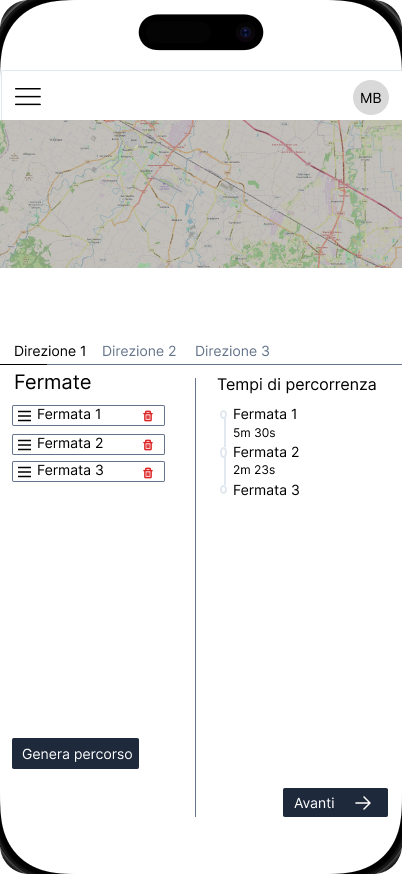 MB
Direzione 1 Direzione 2 Direzione 3
Fermate
Fermata 1
Fermata 2
Fermata 3
Genera percorso
Tempi di percorrenza
Fermata 1
5m 30s
Fermata 2
2m 23s
Fermata 3
Avanti